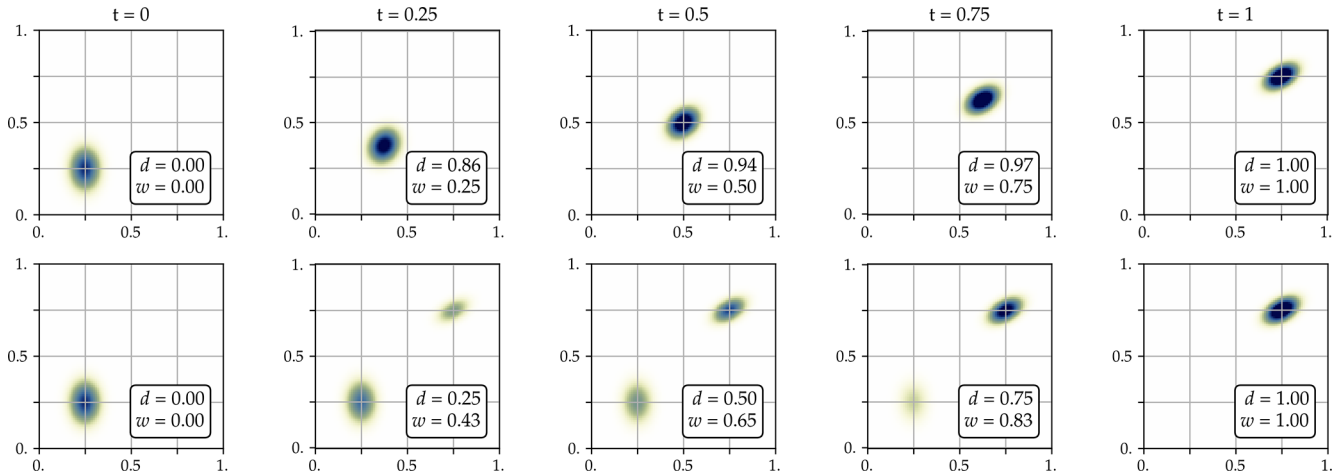 t = 0 t = 0.25 t = 0.5 t = 0.75 t = 1
1. 1. 1. 1. 1.
0.5 0.5 0.5 0.5 0.5
d = 0.00 d = 0.86 d = 0.94 d = 0.97 d = 1.00
w = 0.00 w = 0.25 w = 0.50 w = 0.75 w = 1.00
0. 0. 0. 0. 0.
0. 0.5 1. 0. 0.5 1. 0. 0.5 1. 0. 0.5 1. 0. 0.5 1.
1. 1. 1. 1. 1.
0.5 0.5 0.5 0.5 0.5
d = 0.00 d = 0.25 d = 0.50 d = 0.75 d = 1.00
w = 0.00 w = 0.43 w = 0.65 w = 0.83 w = 1.00
0. 0. 0. 0. 0.
0. 0.5 1. 0. 0.5 1. 0. 0.5 1. 0. 0.5 1. 0. 0.5 1.